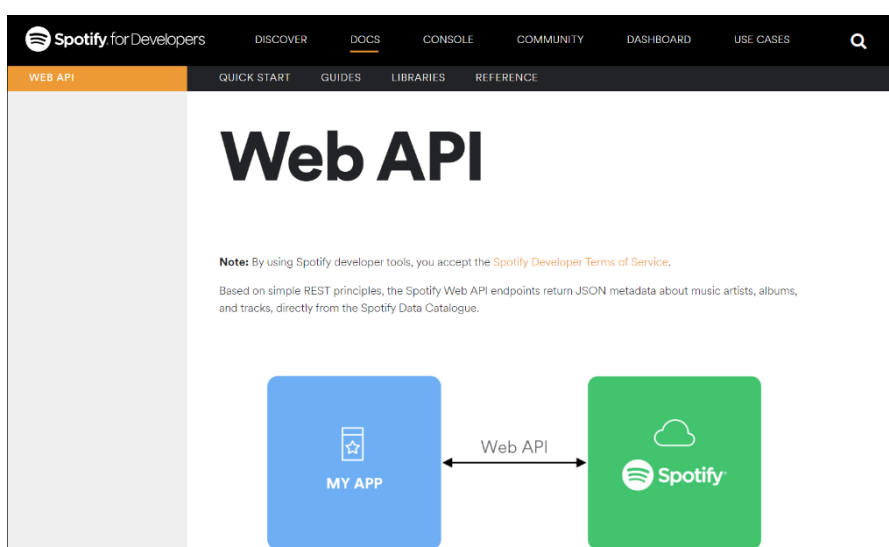 Spotify for Developers DISCOVER DOCS CONSOLE COMMUNITY DASHBOARD USE CASES
WEB API QUICK START GUIDES LIBRARIES REFERENCE
Web API
Note: By using Spotify developer tools, you accept the Spotify Developer Terms of Service.
Based on simple REST principles, the Spotify Web API endpoints return JSON metadata about music artists, albums,
and tracks, directly from the Spotify Data Catalogue.
Web API
MY APP
Spotify